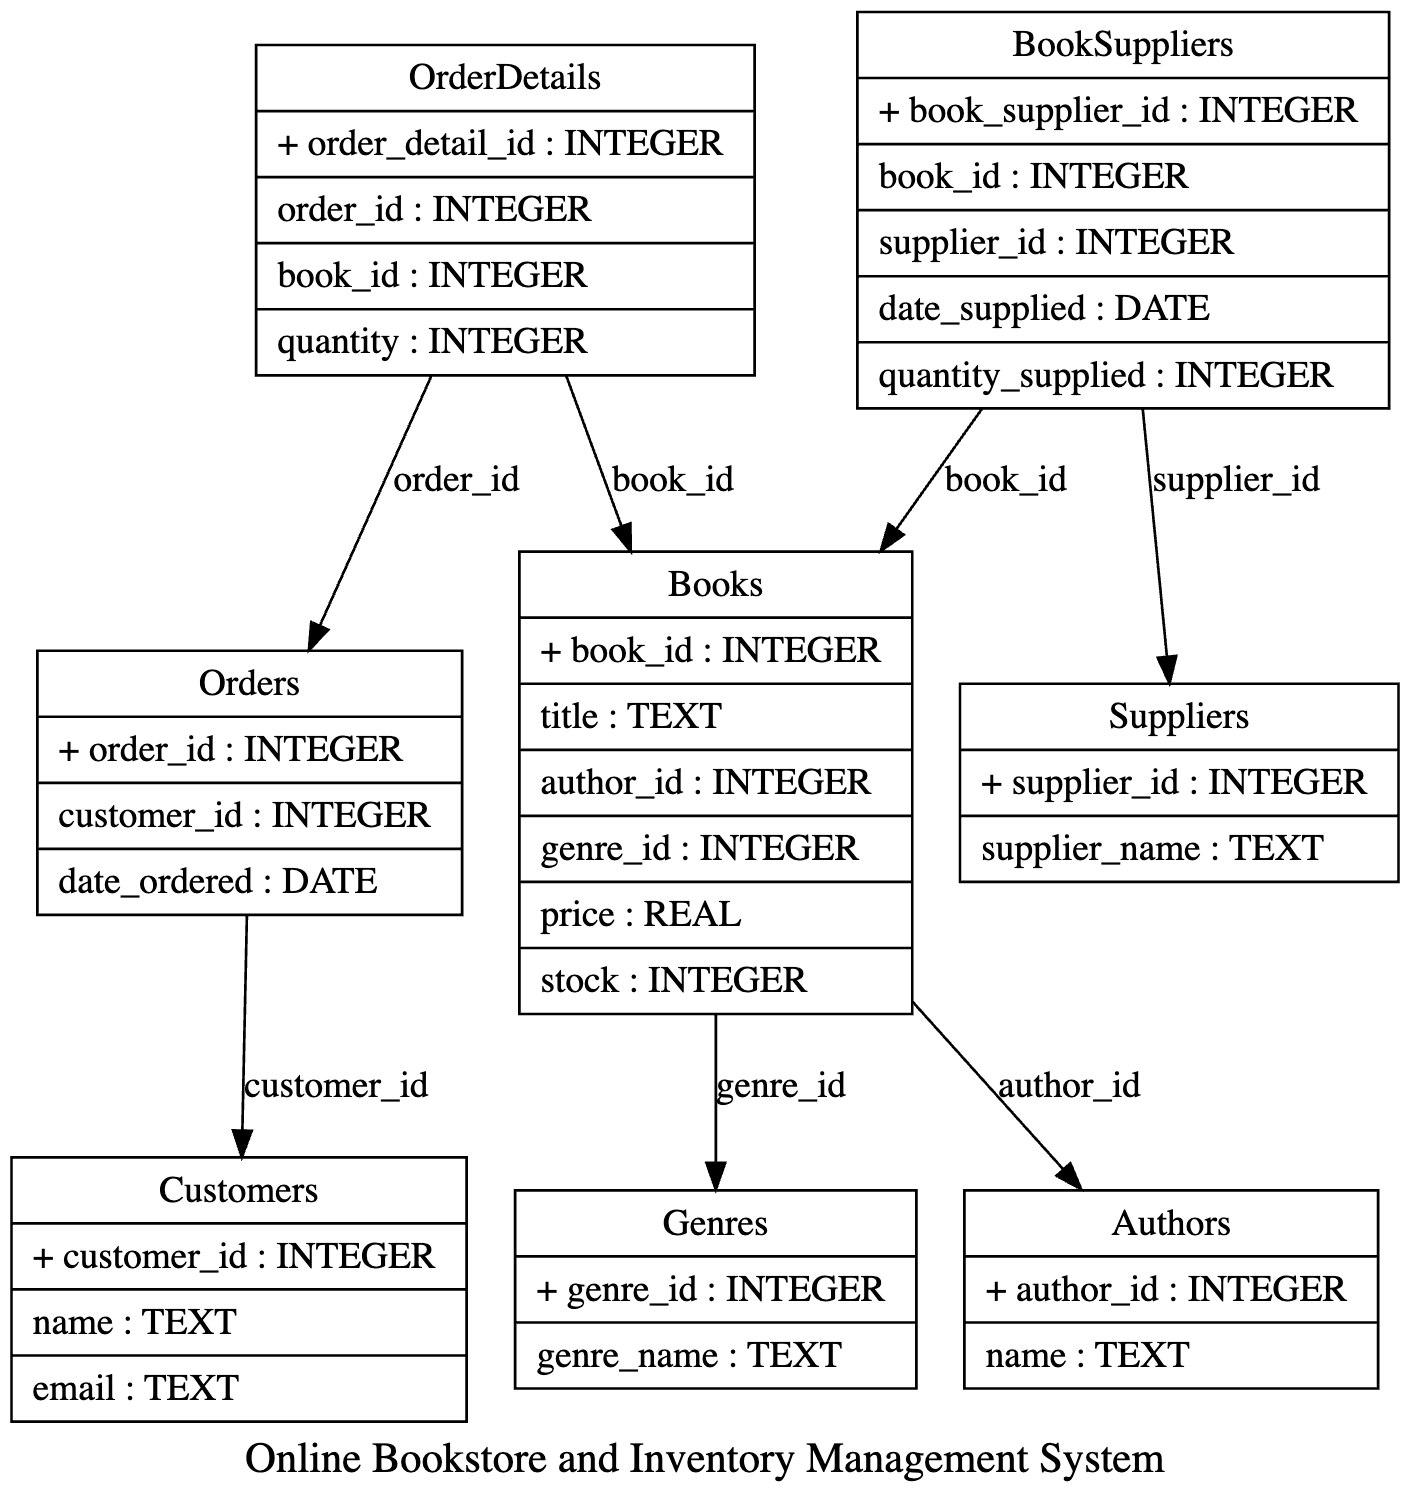 OrderDetails
+ order_detail_id : INTEGER
order_id : INTEGER
book_id : INTEGER
quantity : INTEGER
BookSuppliers
+ book_supplier_id : INTEGER
book_id : INTEGER
supplier_id : INTEGER
date_supplied : DATE
quantity_supplied : INTEGER
order_id
book_id
book_id
supplier_id
Orders
+ order_id : INTEGER
customer_id : INTEGER
date_ordered : DATE
Books
+ book_id : INTEGER
title : TEXT
author_id : INTEGER
genre_id : INTEGER
price : REAL
stock : INTEGER
Suppliers
+ supplier_id : INTEGER
supplier_name : TEXT
customer_id
genre_id
author_id
Customers
+ customer_id : INTEGER
name : TEXT
email : TEXT
Genres
+ genre_id : INTEGER
genre_name : TEXT
Authors
+ author_id : INTEGER
name : TEXT
Online Bookstore and Inventory Management System